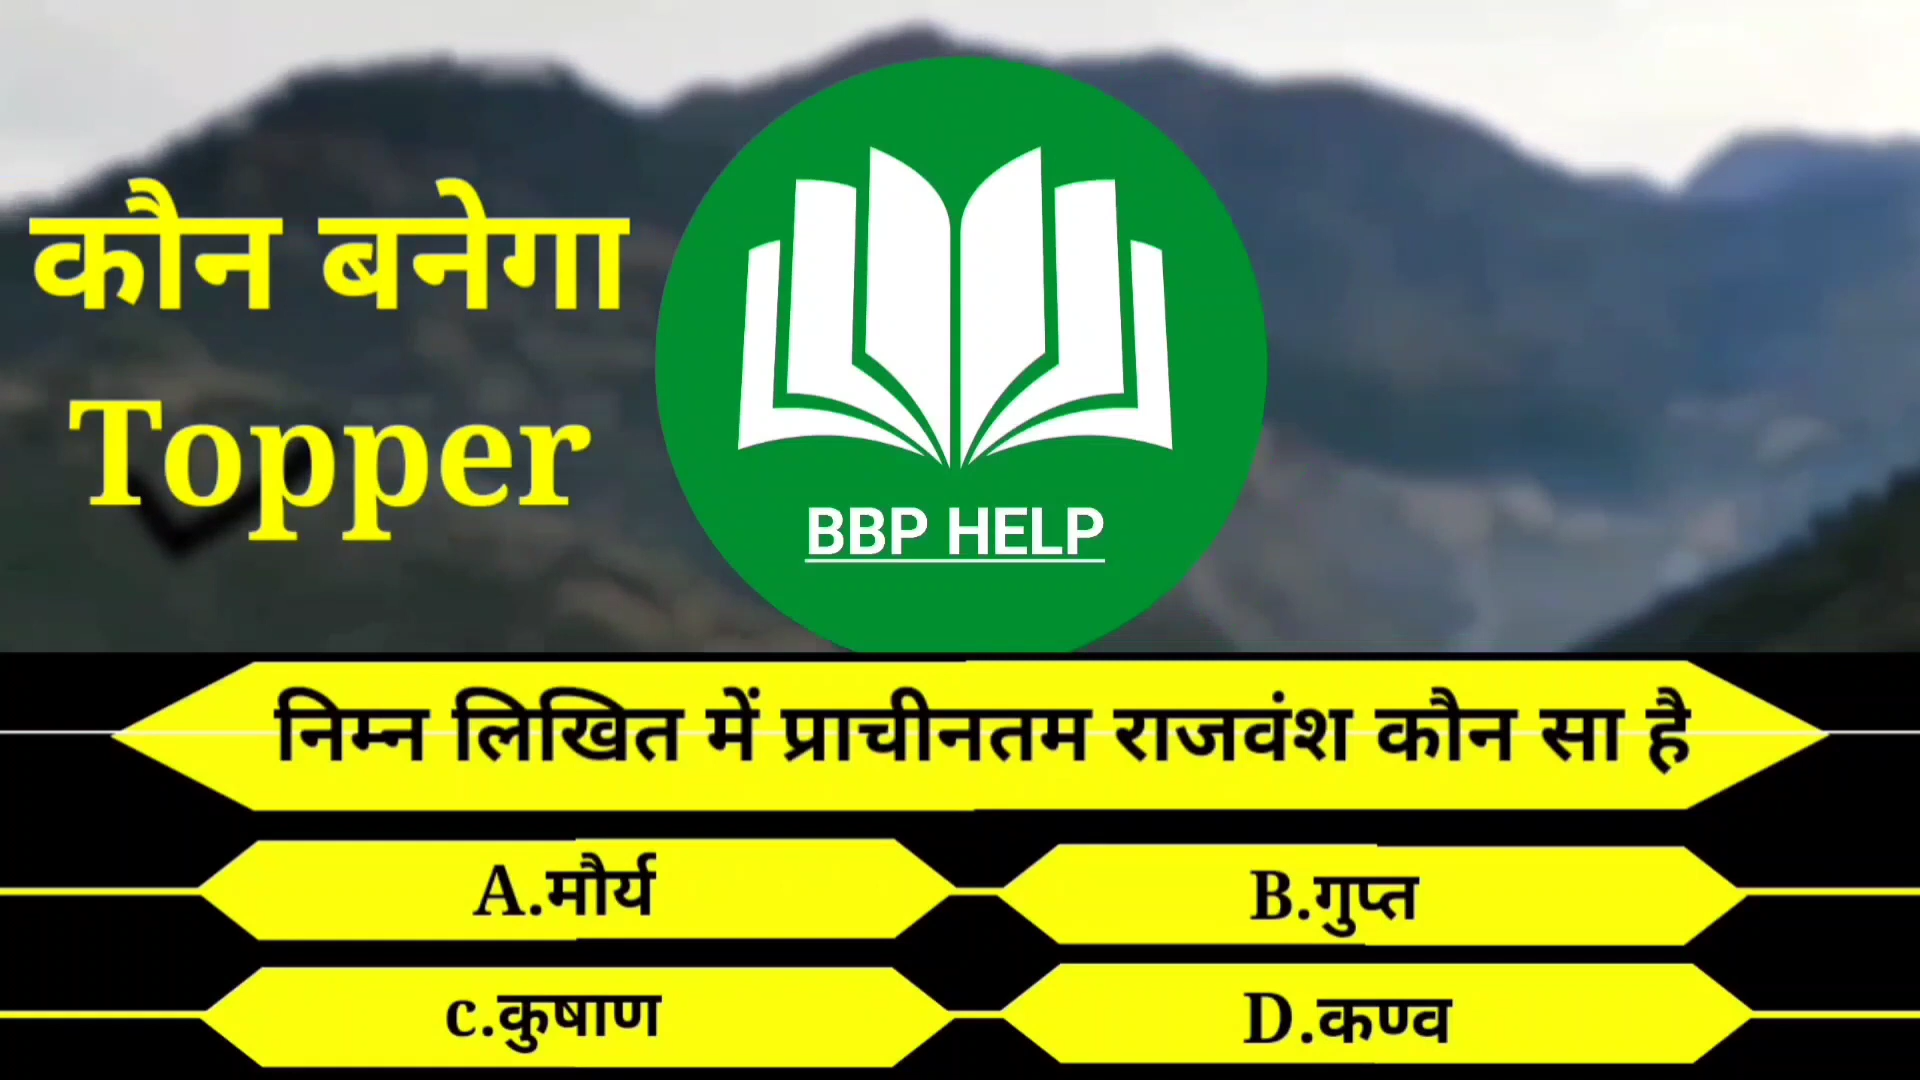 कौन बनेगा
Topper
BBP HELP
निम्न लिखित में प्राचीनतम राजवंश कौन सा है
A.मौर्य
B.गुप्त
c.कुषाण
D.कण्व